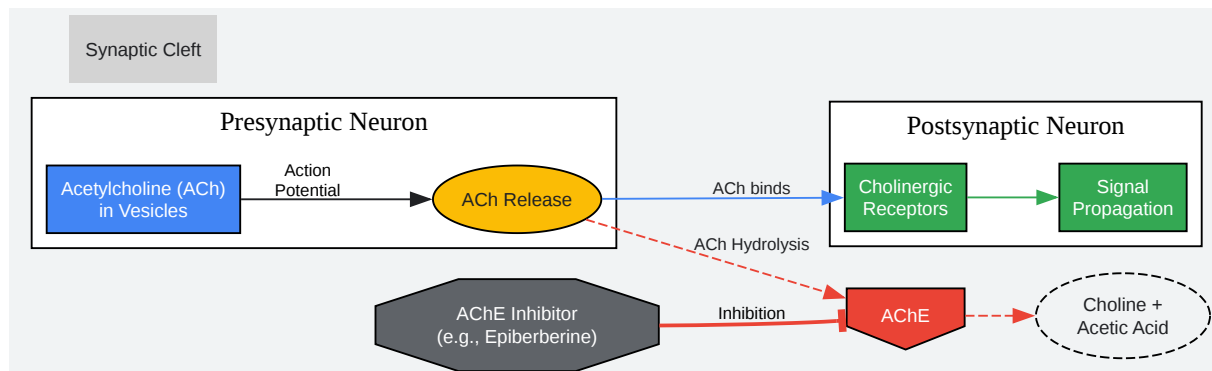 Synaptic Cleft
Presynaptic Neuron
Acetylcholine (ACh)
in Vesicles
Action
Potential
ACh Release
ACh binds
Postsynaptic Neuron
Cholinergic
Receptors
Signal
Propagation
ACh Hydrolysis
AChE Inhibitor
(e.g., Epiberberine)
Inhibition
AChE
Choline +
Acetic Acid